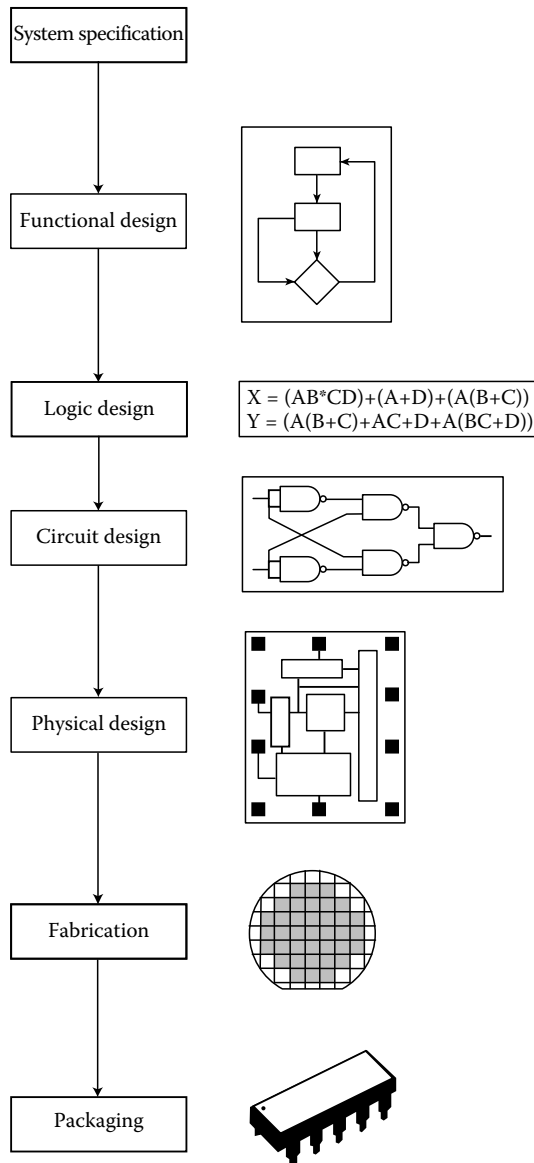 System specification
Functional design
Logic design
X = (AB*CD)+(A+D)+(A(B+C))
Y = (A(B+C)+AC+D+A(BC+D))
Circuit design
Physical design
Fabrication
Packaging